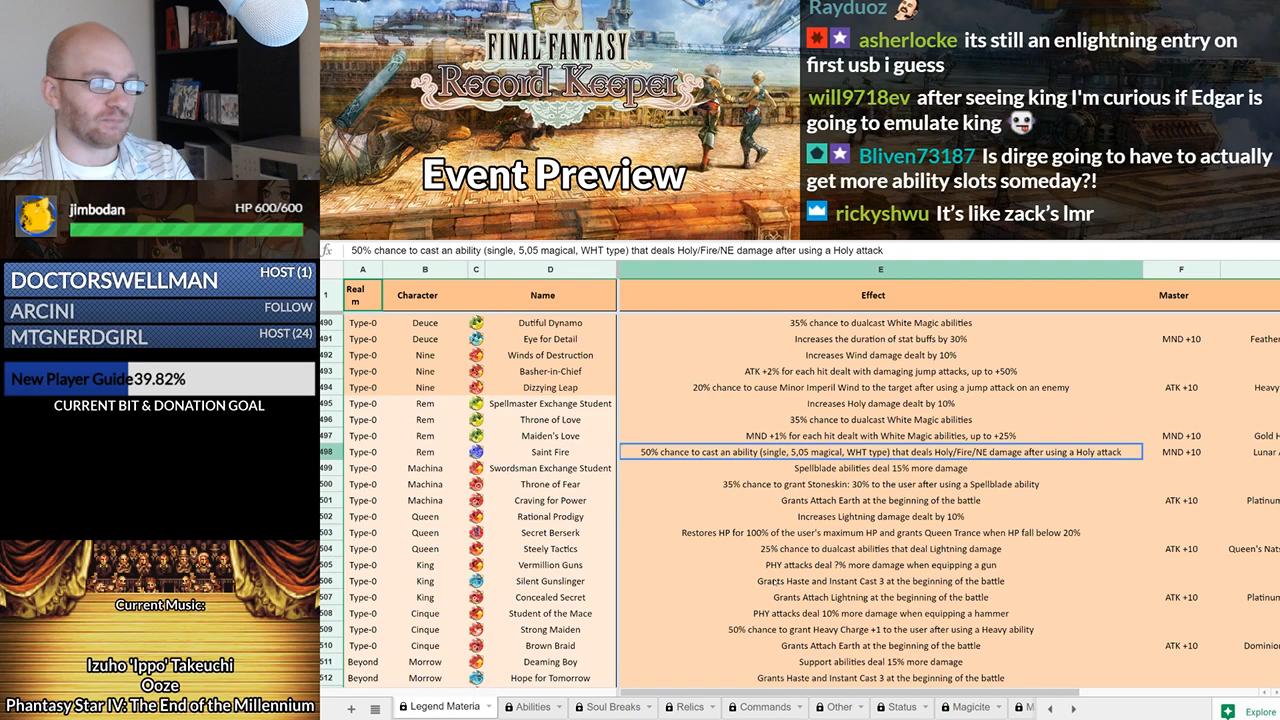 jimbodan HP 600/600
DOCTORSWELLMAN HOST (1)
ARCINI FOLLOW
MTGNERDGIRL HOST (24)
New Player Guide39.82%
CURRENT BIT & DONATION GOAL
Current Music:
Izuho 'Ippo' Takeuchi
Ooze
Phantasy Star IV: The End of the Millennium
FINAL FANTASY
Record Keeper
Event Preview
Rayduoz
asherlocke its still an enlightning entry on
first usb i guess
will9718ev after seeing king I'm curious if Edgar is
going to emulate king
Bliven73187 Is dirge going to have to actually
get more ability slots someday?!
rickyshwu It's like zack's lmr
fx 50% chance to cast an ability (single, 5,05 magical, WHT type) that deals Holy/Fire/NE damage after using a Holy attack
A B C D E F
1 Real m Character Name Effect Master
490 Type-0 Deuce Dutiful Dynamo 35% chance to dualcast White Magic abilities
491 Type-0 Deuce Eye for Detail Increases the duration of stat buffs by 30% MND +10 Feather
492 Type-0 Nine Winds of Destruction Increases Wind damage dealt by 10%
493 Type-0 Nine Basher-in-Chief ATK +2% for each hit dealt with damaging jump attacks, up to +50%
494 Type-0 Nine Dizzying Leap 20% chance to cause Minor Imperil Wind to the target after using a jump attack on an enemy ATK +10 Heavy
495 Type-0 Rem Spellmaster Exchange Student Increases Holy damage dealt by 10%
496 Type-0 Rem Throne of Love 35% chance to dualcast White Magic abilities
497 Type-0 Rem Maiden's Love MND +1% for each hit dealt with White Magic abilities, up to +25% MND +10 Gold H
498 Type-0 Rem Saint Fire 50% chance to cast an ability (single, 5,05 magical, WHT type) that deals Holy/Fire/NE damage after using a Holy attack MND +10 Lunar A
499 Type-0 Machina Swordsman Exchange Student Spellblade abilities deal 15% more damage
500 Type-0 Machina Throne of Fear 35% chance to grant Stoneskin: 30% to the user after using a Spellblade ability
501 Type-0 Machina Craving for Power Grants Attach Earth at the beginning of the battle ATK +10 Platinum
502 Type-0 Queen Rational Prodigy Increases Lightning damage dealt by 10%
503 Type-0 Queen Secret Berserk Restores HP for 100% of the user's maximum HP and grants Queen Trance when HP fall below 20%
504 Type-0 Queen Steely Tactics 25% chance to dualcast abilities that deal Lightning damage ATK +10 Queen's Nats
505 Type-0 King Vermillion Guns PHY attacks deal ?% more damage when equipping a gun
506 Type-0 King Silent Gunslinger Grants Haste and Instant Cast 3 at the beginning of the battle
507 Type-0 King Concealed Secret Grants Attach Lightning at the beginning of the battle ATK +10 Platinum
508 Type-0 Cinque Student of the Mace PHY attacks deal 10% more damage when equipping a hammer
509 Type-0 Cinque Strong Maiden 50% chance to grant Heavy Charge +1 to the user after using a Heavy ability
510 Type-0 Cinque Brown Braid Grants Attach Earth at the beginning of the battle ATK +10 Dominion
511 Beyond Morrow Deaming Boy Support abilities deal 15% more damage
512 Beyond Morrow Hope for Tomorrow Grants Haste and Instant Cast 3 at the beginning of the battle
+ Legend Materia Abilities Soul Breaks Relics Commands Other Status Magicite M Explore